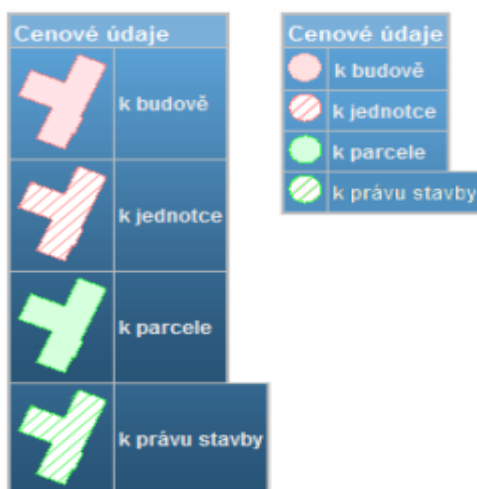 Cenové údaje
k budově
k jednotce
k parcele
k právu stavby
Cenové údaje
k budově
k jednotce
k parcele
k právu stavby